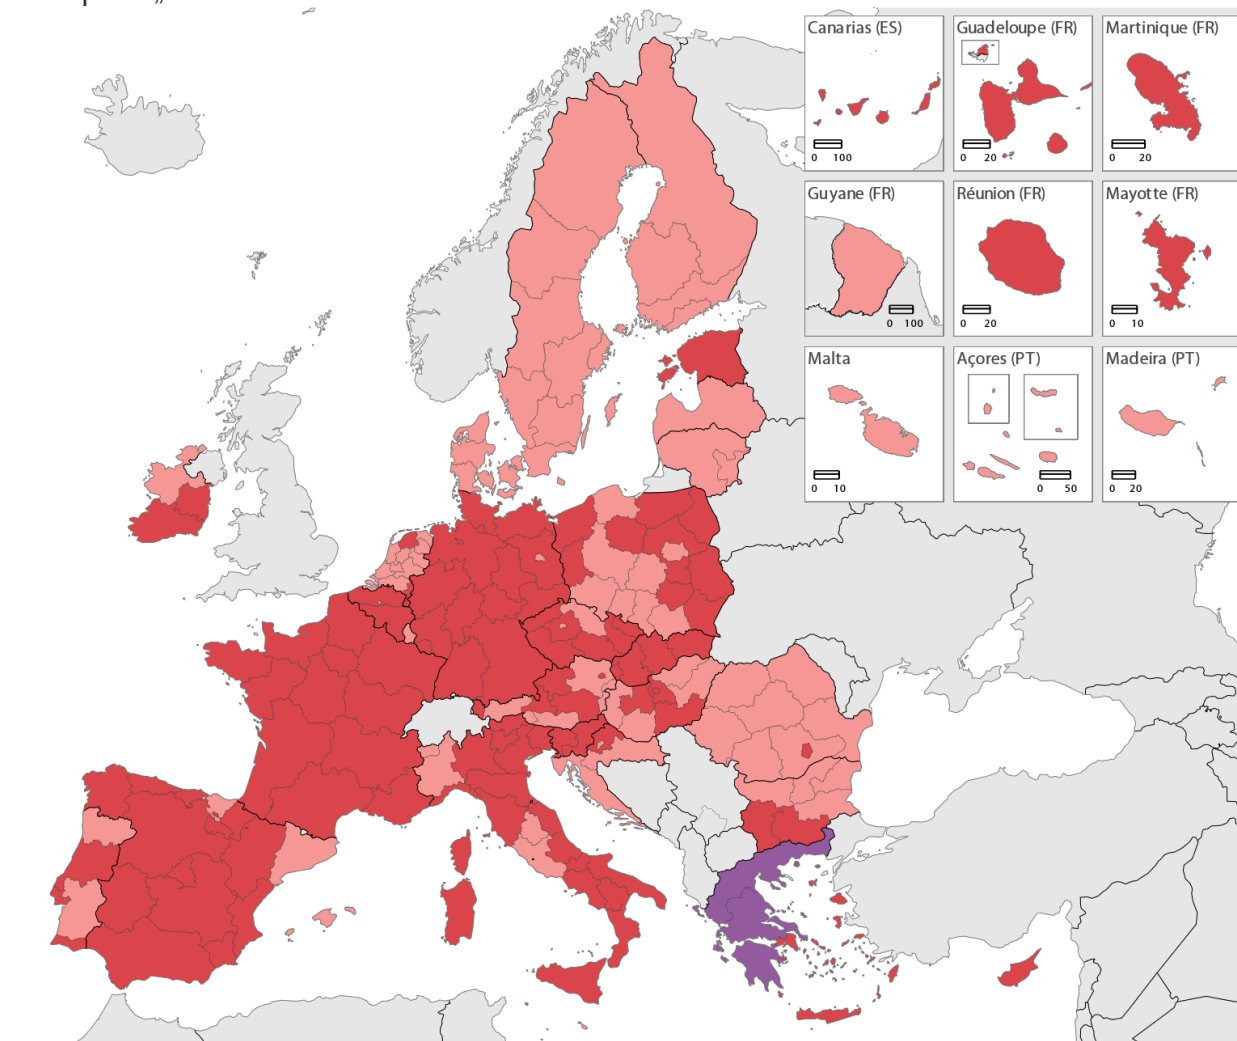 Canarias (ES)
0 100
Guadeloupe (FR)
0 20
Martinique (FR)
0 20
Guyane (FR)
0 100
Réunion (FR)
0 20
Mayotte (FR)
0 10
Malta
0 10
Açores (PT)
0 50
Madeira (PT)
0 20